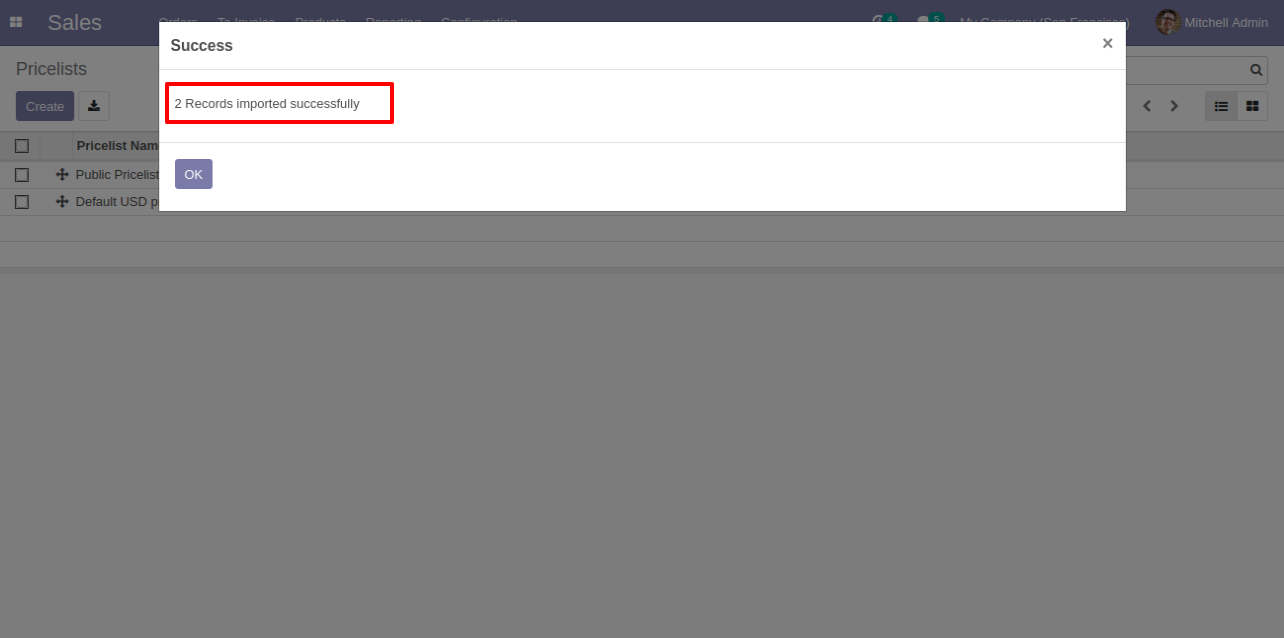 Sales
Orders To Invoice Products Reporting Configuration
4
5
My Company (San Francisco)
Mitchell Admin
Success
×
Pricelists
2 Records imported successfully
Create
Pricelist Nam
OK
Public Pricelist
Default USD p